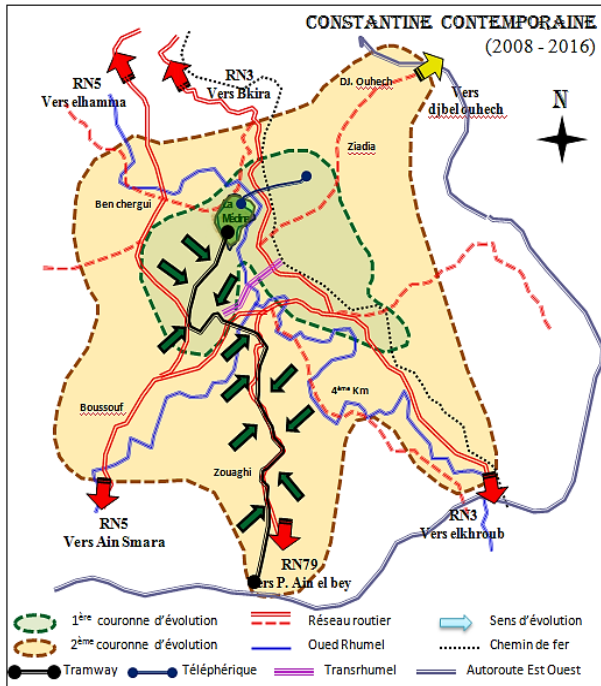 CONSTANTINE CONTEMPORAINE
(2008 - 2016)
RN5
Vers elhamma
RN3
Vers Bkira
DJ. Ouhech
Vers
djbel ouhech
Ziadia
N
Ben chergui
La
Médina
Boussouf
4ème Km
Zouaghi
RN5
Vers Ain Smara
RN3
Vers elkhroub
RN79
Vers P. Ain el bey
1ère couronne d'évolution
Réseau routier
Sens d'évolution
2ème couronne d'évolution
Oued Rhumel
Chemin de fer
Tramway
Téléphérique
Transrhumel
Autoroute Est Ouest